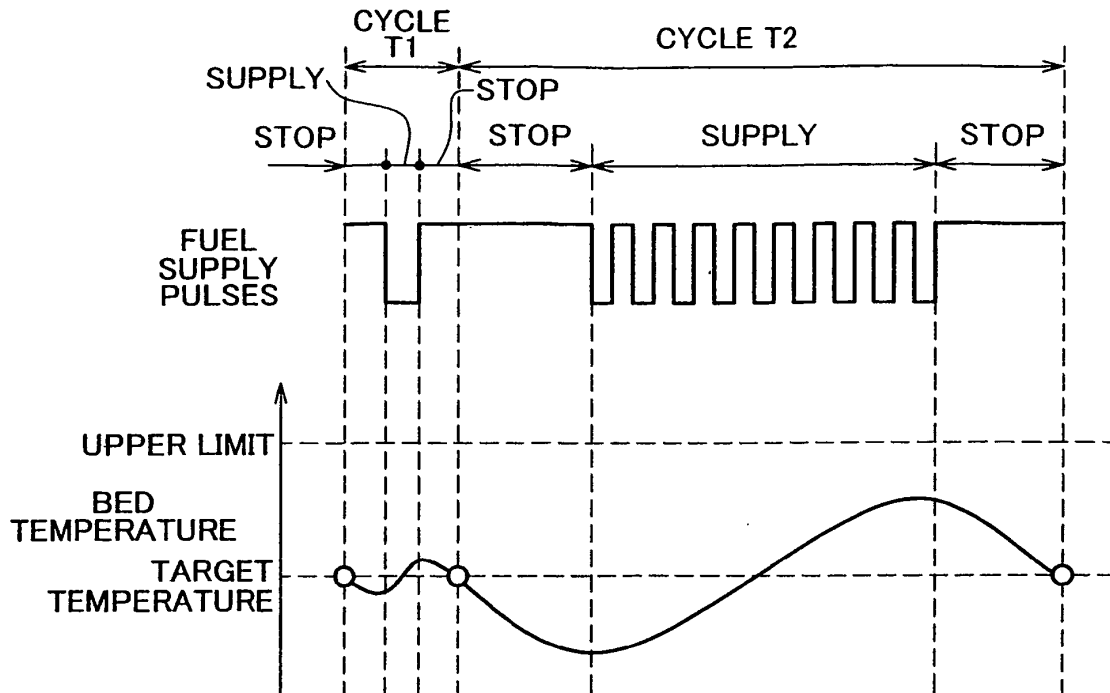 CYCLE
T1
CYCLE T2
SUPPLY
STOP
STOP
STOP
SUPPLY
STOP
FUEL
SUPPLY
PULSES
UPPER LIMIT
BED
TEMPERATURE
TARGET
TEMPERATURE